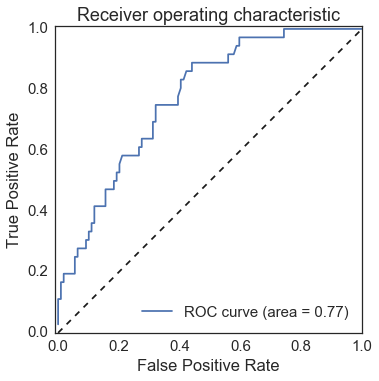 Receiver operating characteristic
1.0
0.8
0.6
0.4
0.2
0.0
True Positive Rate
ROC curve (area = 0.77)
0.0 0.2 0.4 0.6 0.8 1.0
False Positive Rate